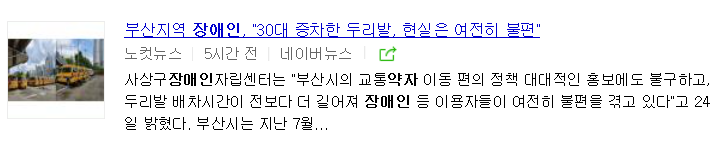 부산지역 장애인, "30대 증차한 두리발, 현실은 여전히 불편"
노컷뉴스 | 5시간 전 | 네이버뉴스 |
사상구장애인자립센터는 "부산시의 교통약자 이동 편의 정책 대대적인 홍보에도 불구하고,
두리발 배차시간이 전보다 더 길어져 장애인 등 이용자들이 여전히 불편을 겪고 있다"고 24
일 밝혔다. 부산시는 지난 7월...